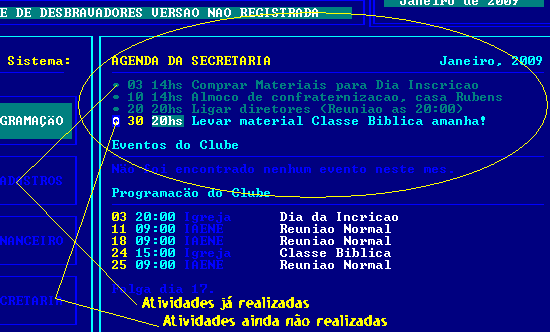 E DE DESBRAVADORES VERSAO NAO REGISTRADA
Janeiro de 2009
Sistema:
AGENDA DA SECRETARIA
Janeiro, 2009
03 14hs Comprar Materiais para Dia Inscricao
10 14hs Almoco de confraternizacao, casa Rubens
20 20hs Ligar diretores (Reuniao as 20:00)
30 20hs Levar material Classe Biblica amanha!
GRAMAÇÃO
Eventos do Clube
Não foi encontrado nenhum evento neste mes
Programacão do Clube
03 20:00 Igreja Dia da Incricao
11 09:00 IAENE Reuniao Normal
18 09:00 IAENE Reuniao Normal
24 15:00 Igreja Classe Biblica
25 09:00 IAENE Reuniao Normal
NANCEIRO
lga dia 17.
CRETARI
Atividades já realizadas
Atividades ainda não realizadas